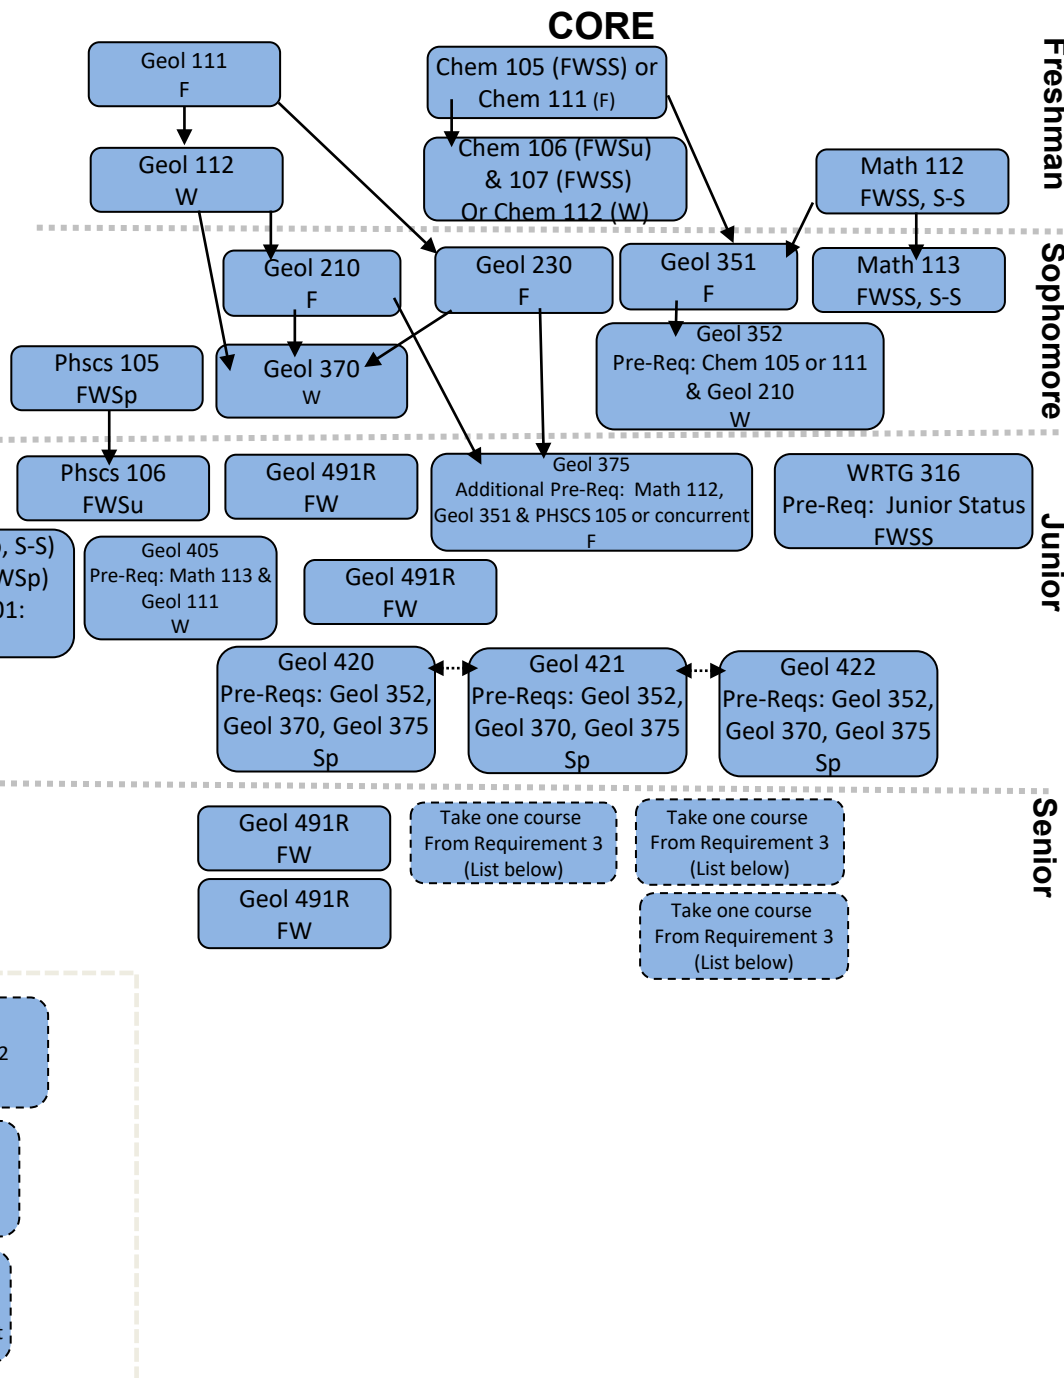 CORE
Freshman
Geol 111
F
Chem 105 (FWSS) or
Chem 111 (F)
Geol 112
W
Chem 106 (FWSu)
& 107 (FWSS)
Or Chem 112 (W)
Math 112
FWSS, S-S
Sophomore
Geol 210
F
Geol 230
F
Geol 351
F
Math 113
FWSS, S-S
Phscs 105
FWSp
Geol 370
W
Geol 352
Pre-Req: Chem 105 or 111
& Geol 210
W
Junior
Phscs 106
FWSu
Geol 491R
FW
Geol 375
Additional Pre-Req: Math 112,
Geol 351 & PHSCS 105 or concurrent
F
WRTG 316
Pre-Req: Junior Status
FWSS
, S-S)
WSp)
01:
Geol 405
Pre-Req: Math 113 &
Geol 111
W
Geol 491R
FW
Geol 420
Pre-Reqs: Geol 352,
Geol 370, Geol 375
Sp
Geol 421
Pre-Reqs: Geol 352,
Geol 370, Geol 375
Sp
Geol 422
Pre-Reqs: Geol 352,
Geol 370, Geol 375
Sp
Senior
Geol 491R
FW
Take one course
From Requirement 3
(List below)
Take one course
From Requirement 3
(List below)
Geol 491R
FW
Take one course
From Requirement 3
(List below)
2